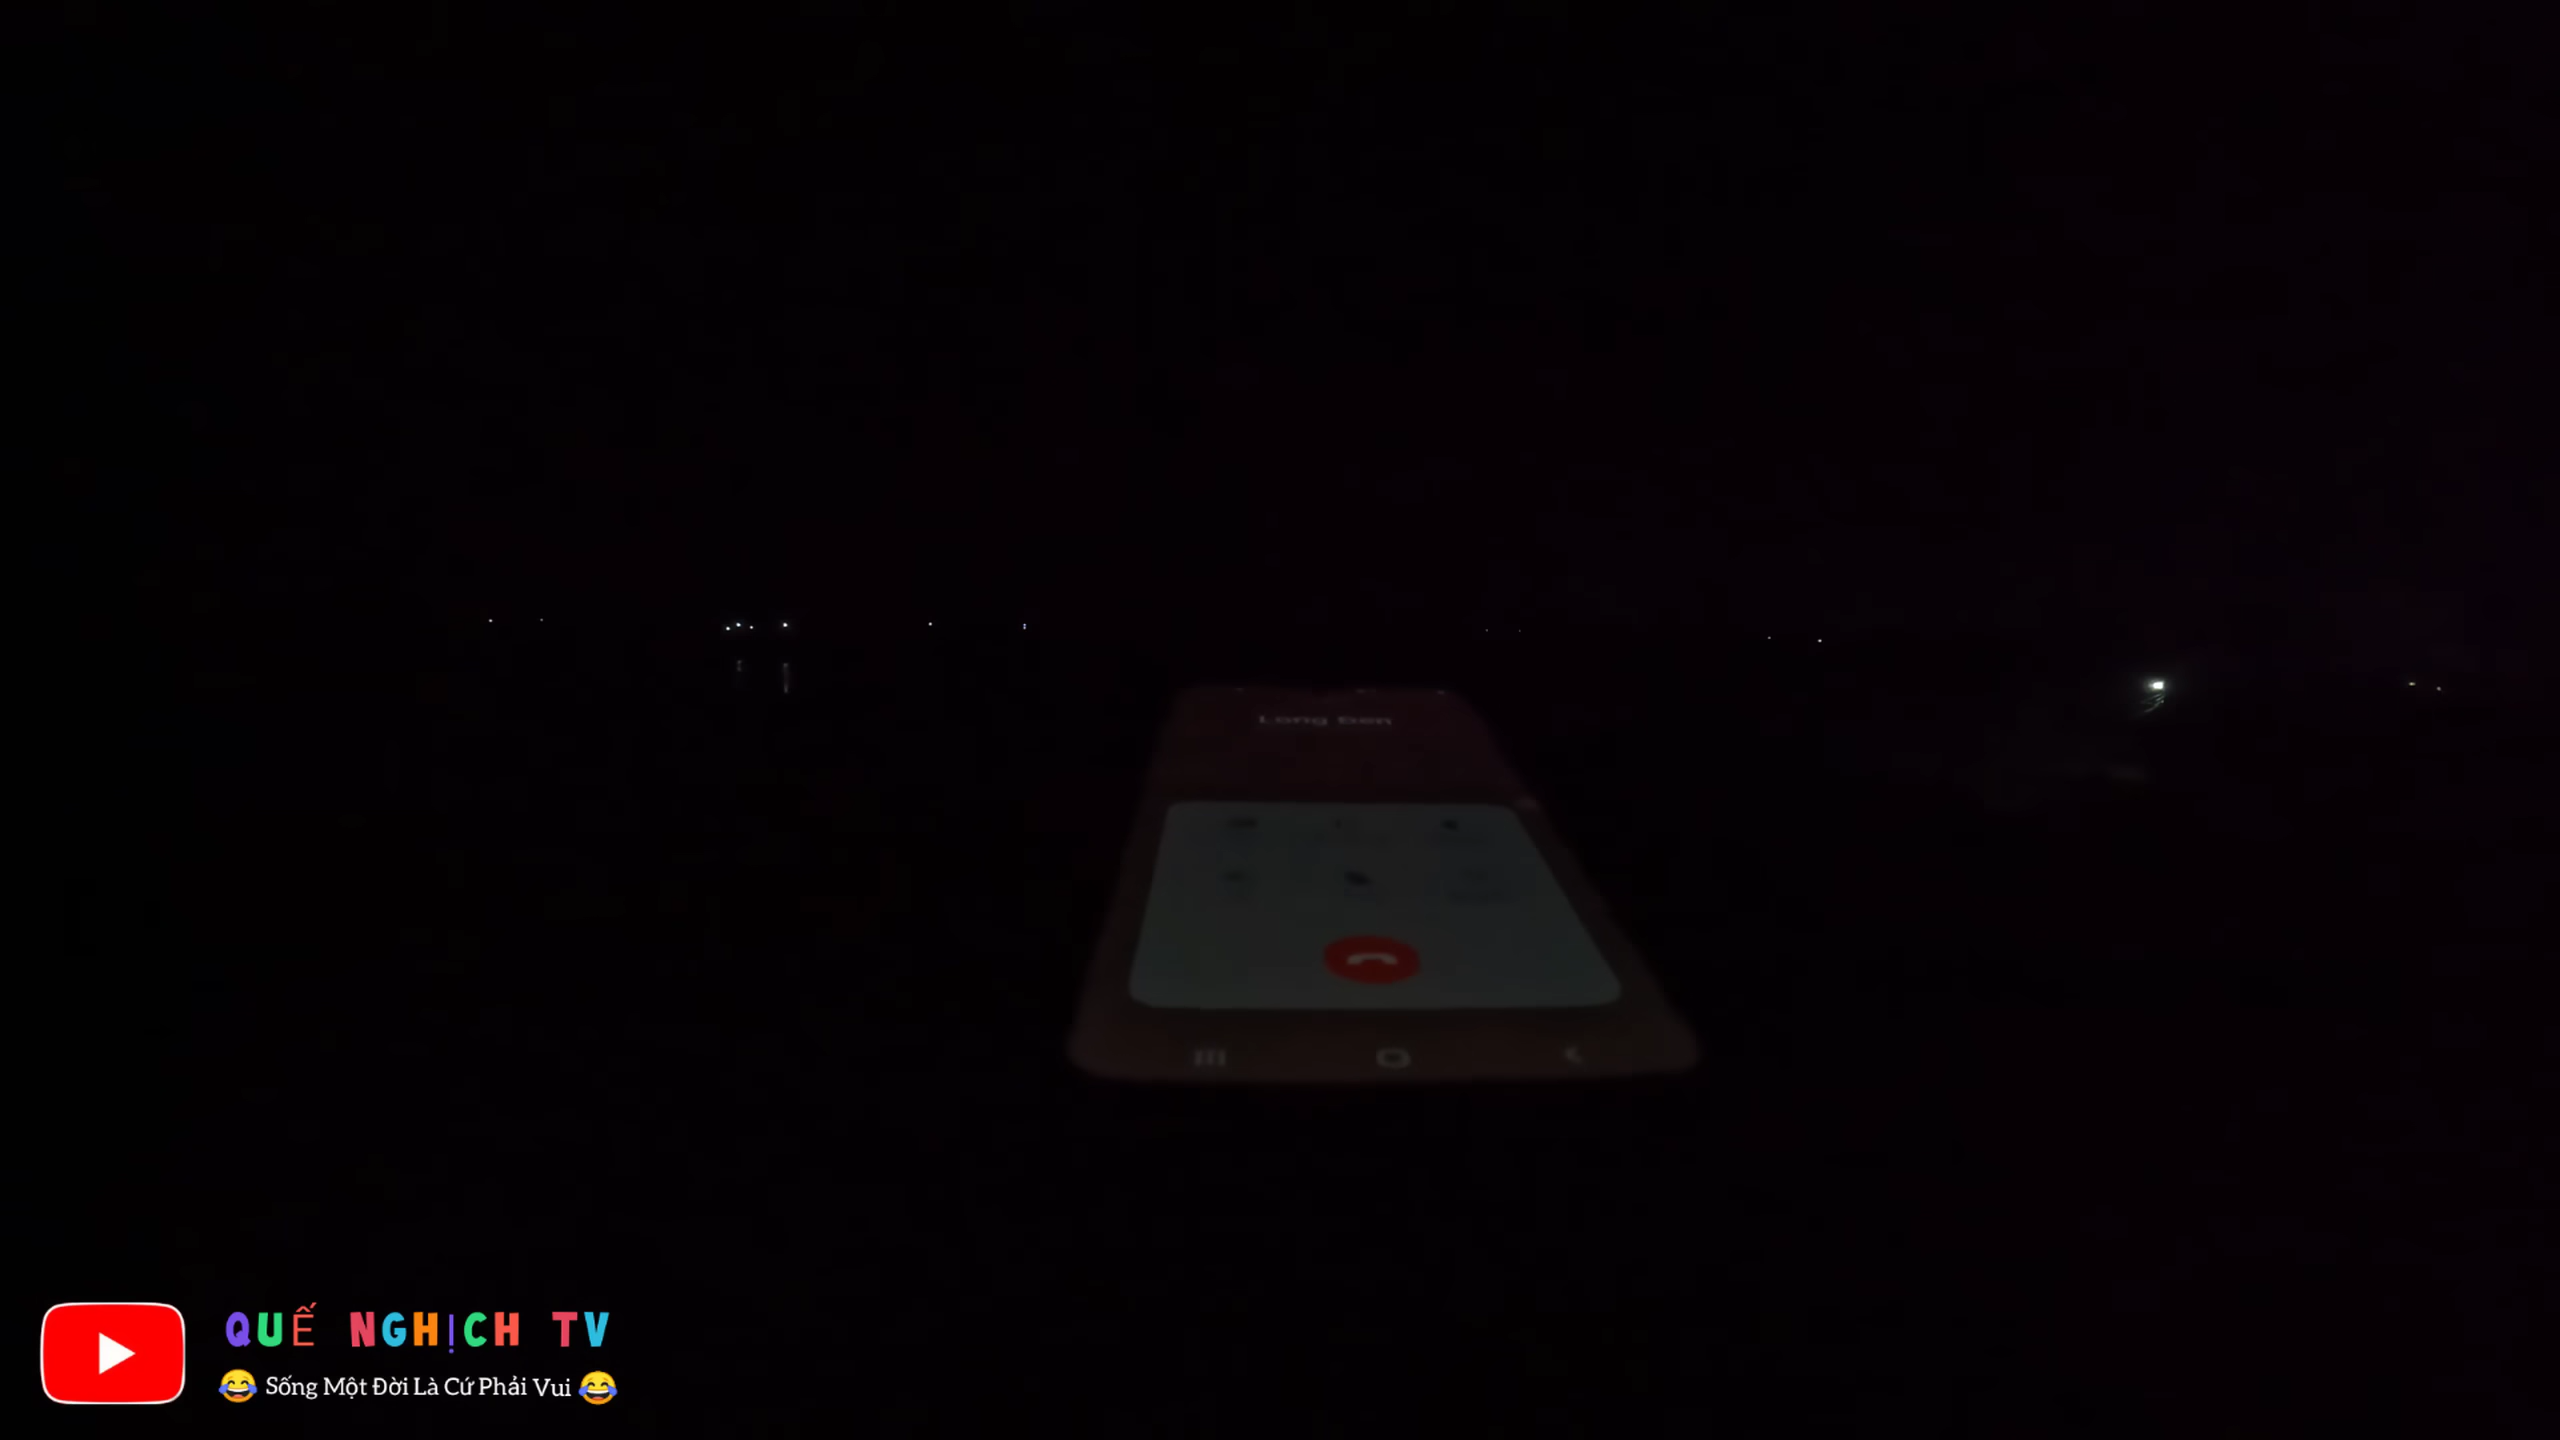 QUẾ NGHỊCH TV
😂 Sống Một Đời Là Cứ Phải Vui 😂